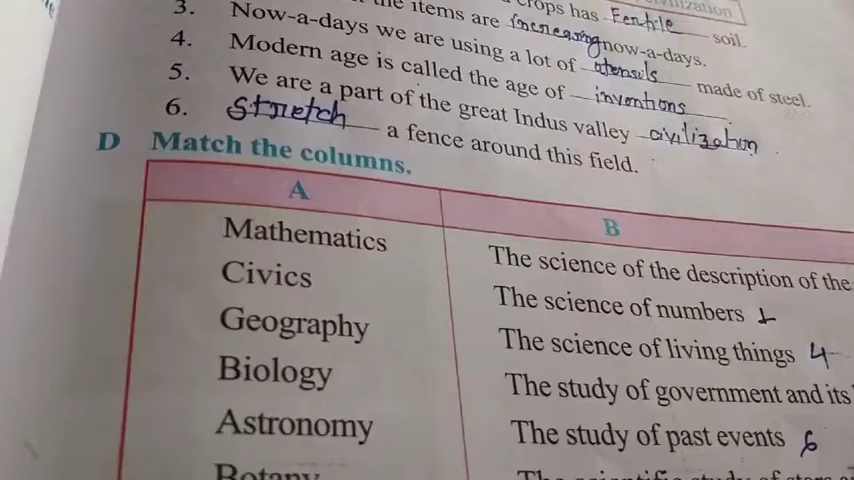 civilization
crops has Fertile soil.
3. the items are increasing now-a-days.
4. Now-a-days we are using a lot of utensils made of steel.
5. Modern age is called the age of inventions
6. We are a part of the great Indus valley civilization
stretch a fence around this field.
D Match the columns.
A B
Mathematics The science of the description of the
Civics The science of numbers 1
Geography The science of living things 4
Biology The study of government and its
Astronomy The study of past events 6
Botany